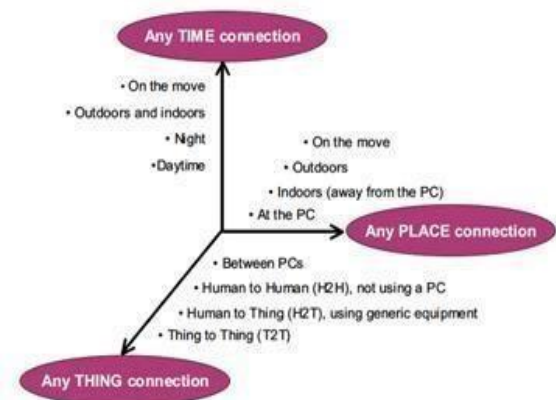 Any TIME connection
• On the move
• Outdoors and indoors
• Night
•Daytime
• On the move
• Outdoors
• Indoors (away from the PC)
• At the PC
Any PLACE connection
• Between PCs
• Human to Human (H2H), not using a PC
• Human to Thing (H2T), using generic equipment
• Thing to Thing (T2T)
Any THING connection